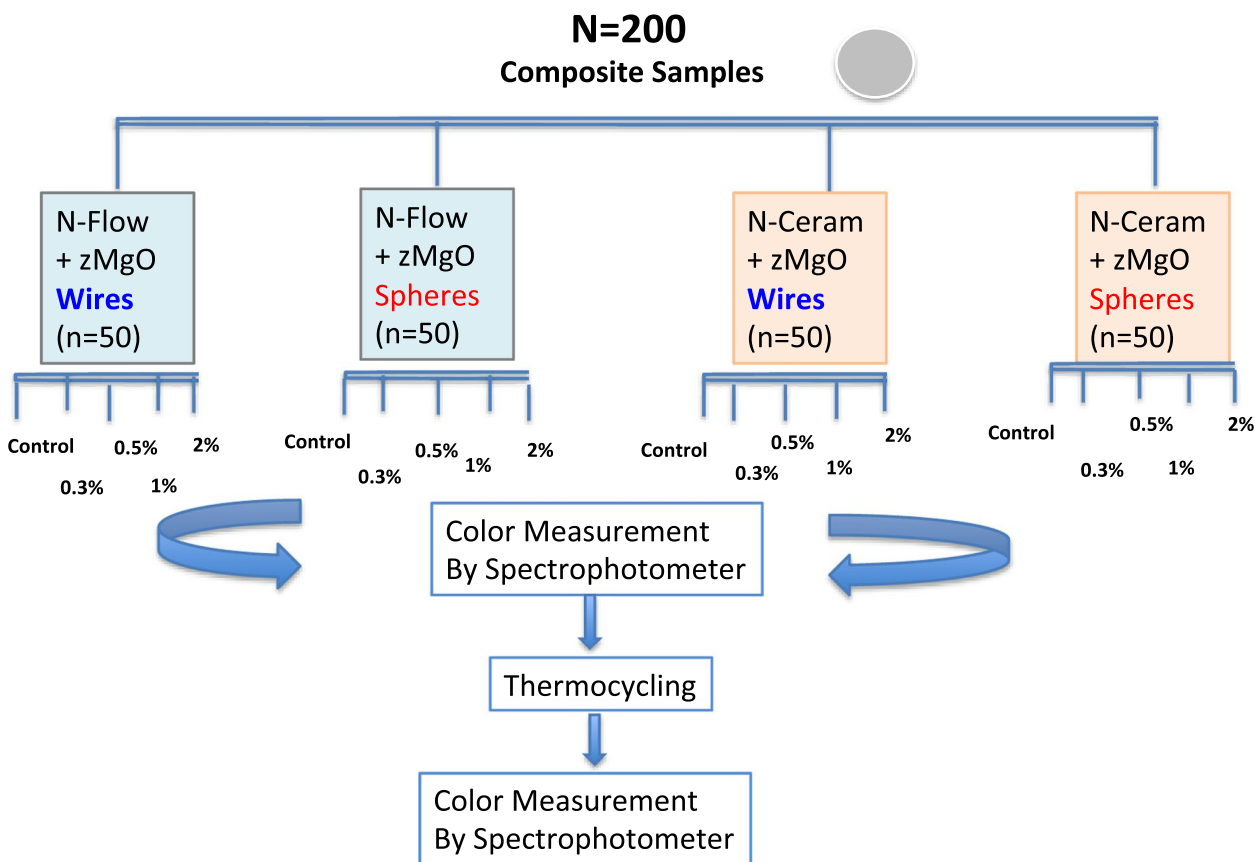 N=200
Composite Samples
N-Flow
+ zMgO
Wires
(n=50)
N-Flow
+ zMgO
Spheres
(n=50)
N-Ceram
+ zMgO
Wires
(n=50)
N-Ceram
+ zMgO
Spheres
(n=50)
Control
0.3%
0.5%
1%
2%
Control
0.3%
0.5%
1%
2%
Control
0.3%
0.5%
1%
2%
Control
0.3%
0.5%
1%
2%
Color Measurement
By Spectrophotometer
Thermocycling
Color Measurement
By Spectrophotometer